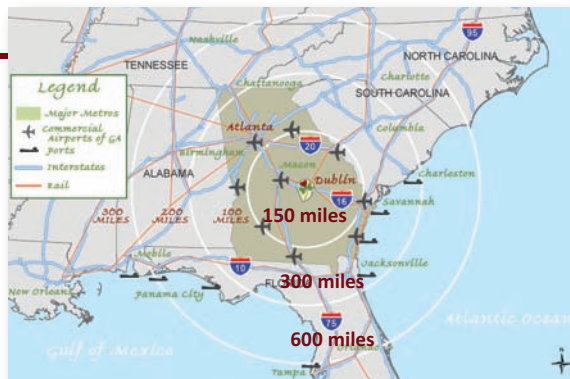 95
Nashville
NORTH CAROLINA
TENNESSEE
Charlotte
Chattanooga
SOUTH CAROLINA
Legend
Major Metros
Commercial
Airports of GA
Ports
Interstates
Rail
Atlanta
20
Columbia
Birmingham
Macon
ALABAMA
Dublin
Charleston
16
Savannah
300
MILES
200
MILES
100
MILES
150 miles
Mobile
10
Jacksonville
New Orleans
Panama City
FLORIDA
300 miles
75
Atlantic Ocean
600 miles
Orlando
Gulf of Mexico
Tampa